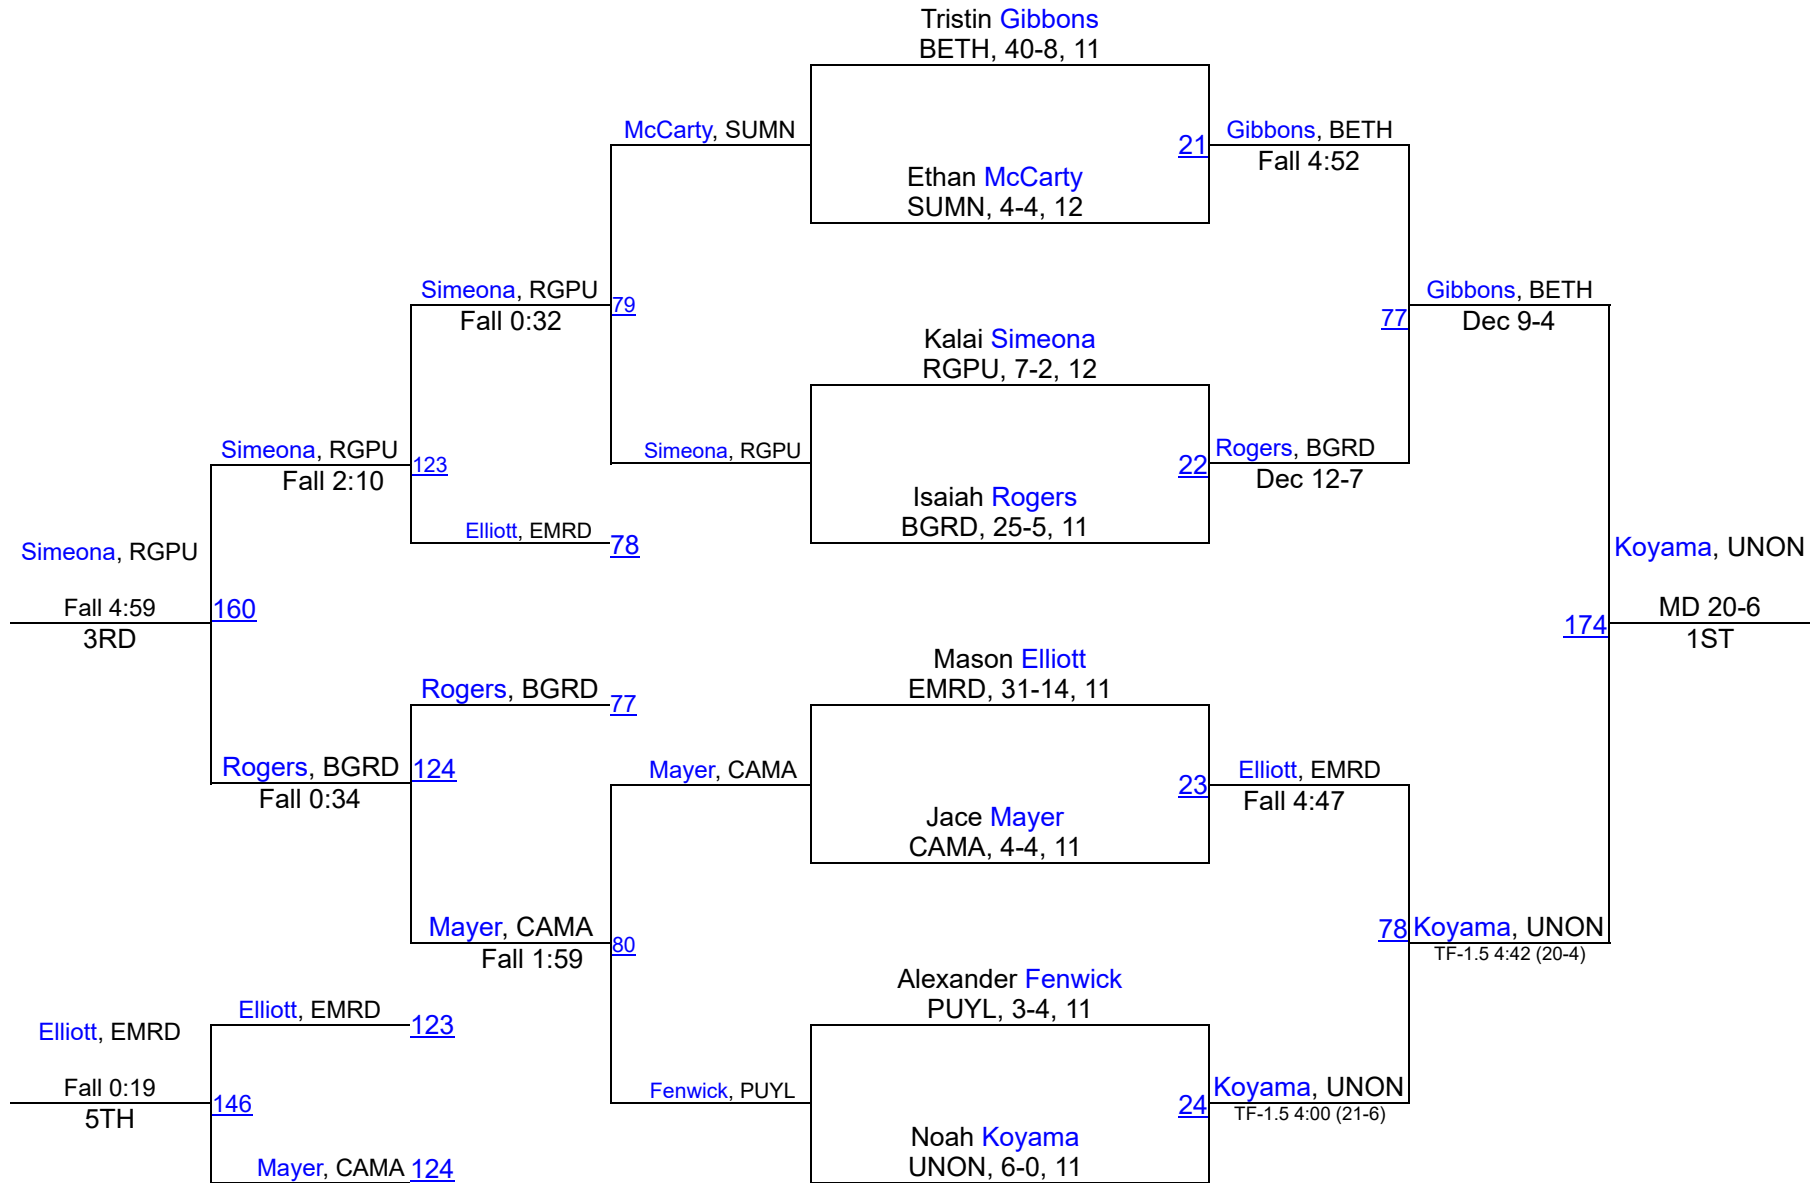 Tristin Gibbons
BETH, 40-8, 11
McCarty, SUMN
21
Gibbons, BETH
Fall 4:52
Ethan McCarty
SUMN, 4-4, 12
Simeona, RGPU
Fall 0:32
79
Gibbons, BETH
Dec 9-4
77
Kalai Simeona
RGPU, 7-2, 12
Simeona, RGPU
Fall 2:10
123
Simeona, RGPU
22
Rogers, BGRD
Dec 12-7
Isaiah Rogers
BGRD, 25-5, 11
Elliott, EMRD
78
Simeona, RGPU
Fall 4:59
3RD
160
Koyama, UNON
MD 20-6
1ST
174
Mason Elliott
EMRD, 31-14, 11
Rogers, BGRD
77
Rogers, BGRD
Fall 0:34
124
Mayer, CAMA
23
Elliott, EMRD
Fall 4:47
Jace Mayer
CAMA, 4-4, 11
Mayer, CAMA
Fall 1:59
80
78
Koyama, UNON
TF-1.5 4:42 (20-4)
Alexander Fenwick
PUYL, 3-4, 11
Elliott, EMRD
123
Elliott, EMRD
Fall 0:19
5TH
146
Fenwick, PUYL
24
Koyama, UNON
TF-1.5 4:00 (21-6)
Noah Koyama
UNON, 6-0, 11
Mayer, CAMA
124